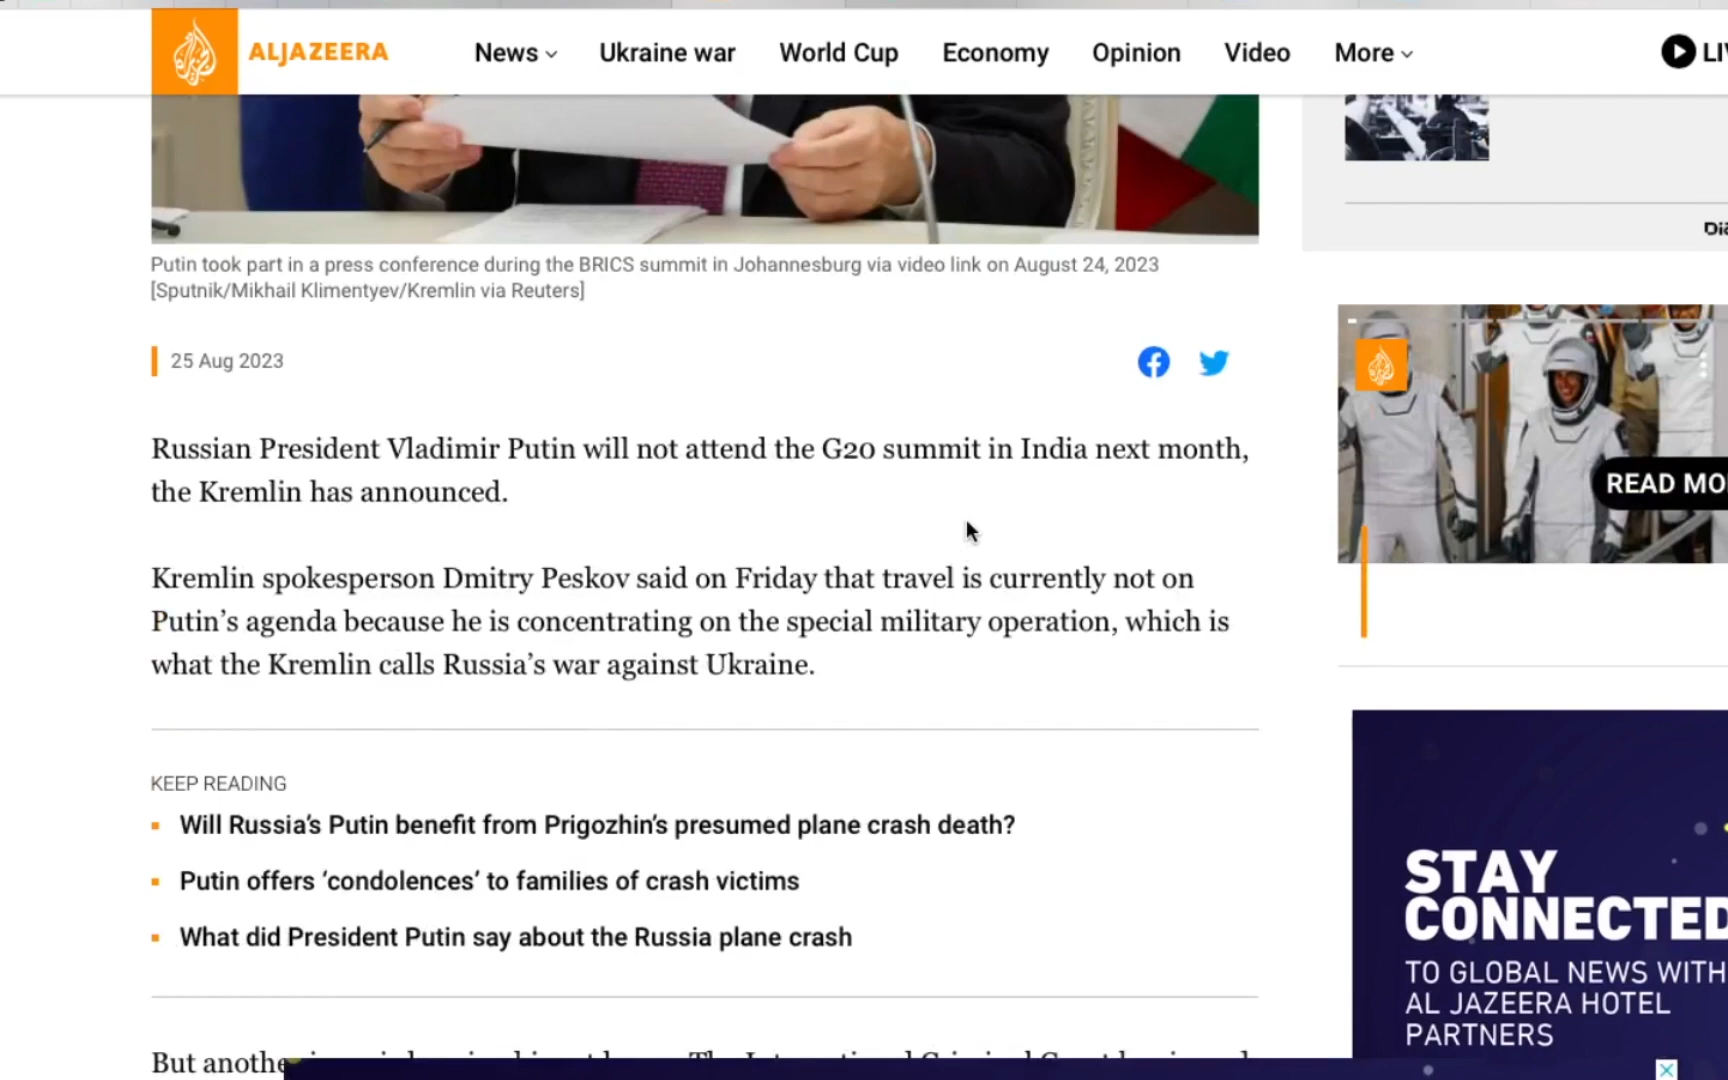 ALJAZEERA
News
Ukraine war
World Cup
Economy
Opinion
Video
More
Putin took part in a press conference during the BRICS summit in Johannesburg via video link on August 24, 2023
[Sputnik/Mikhail Klimentyev/Kremlin via Reuters]
25 Aug 2023
Russian President Vladimir Putin will not attend the G20 summit in India next month,
the Kremlin has announced.
Kremlin spokesperson Dmitry Peskov said on Friday that travel is currently not on
Putin’s agenda because he is concentrating on the special military operation, which is
what the Kremlin calls Russia’s war against Ukraine.
KEEP READING
Will Russia’s Putin benefit from Prigozhin’s presumed plane crash death?
Putin offers ‘condolences’ to families of crash victims
What did President Putin say about the Russia plane crash
But
READ
STAY
CONNECTED
TO GLOBAL NEWS WITH
AL JAZEERA HOTEL
PARTNERS